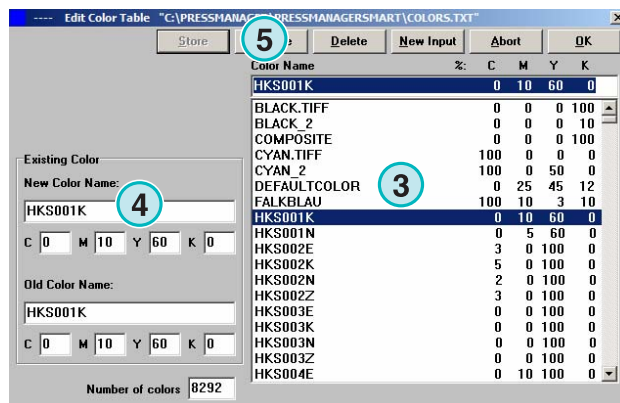 ---- Edit Color Table "C:\PRESSMANAGER\PRESSMANAGERSMART\COLORS.TXT"
Store 5 Delete New Input Abort OK
Color Name %: C M Y K
HKS001K 0 10 60 0
BLACK.TIFF 0 0 0 100
BLACK_2 0 0 0 10
COMPOSITE 0 0 0 100
CYAN.TIFF 100 0 0 0
CYAN_2 100 0 50 0
DEFAULTCOLOR 0 25 45 12
3
FALKBLAU 100 10 3 10
HKS001K 0 10 60 0
HKS001N 0 5 60 0
HKS002E 3 0 100 0
HKS002K 5 0 100 0
HKS002N 2 0 100 0
HKS002Z 3 0 100 0
HKS003E 0 0 100 0
HKS003K 0 0 100 0
HKS003N 0 0 100 0
HKS003Z 0 0 100 0
HKS004E 0 10 100 0
Existing Color
New Color Name:
HKS001K 4
C 0 M 10 Y 60 K 0
Old Color Name:
HKS001K
C 0 M 10 Y 60 K 0
Number of colors 8292